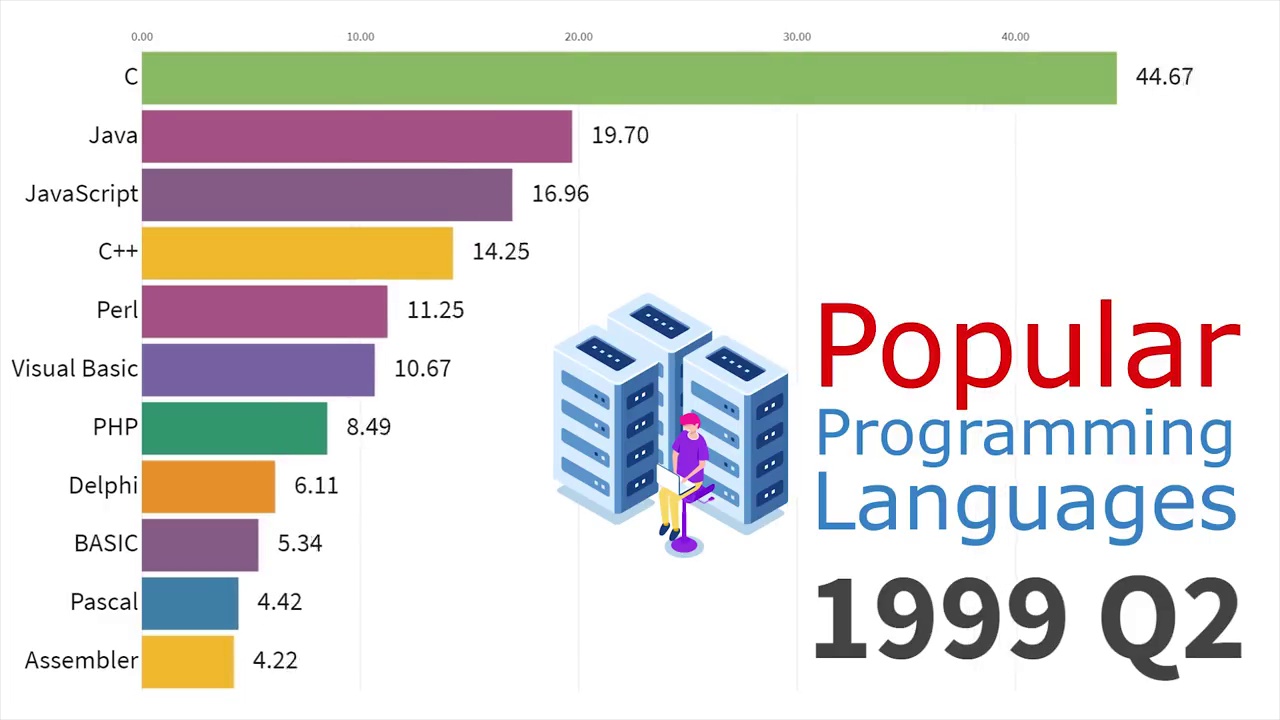 0.00 10.00 20.00 30.00 40.00
C 44.67
Java 19.70
JavaScript 16.96
C++ 14.25
Perl 11.25
Visual Basic 10.67
PHP 8.49
Delphi 6.11
BASIC 5.34
Pascal 4.42
Assembler 4.22
Popular
Programming
Languages
1999 Q2